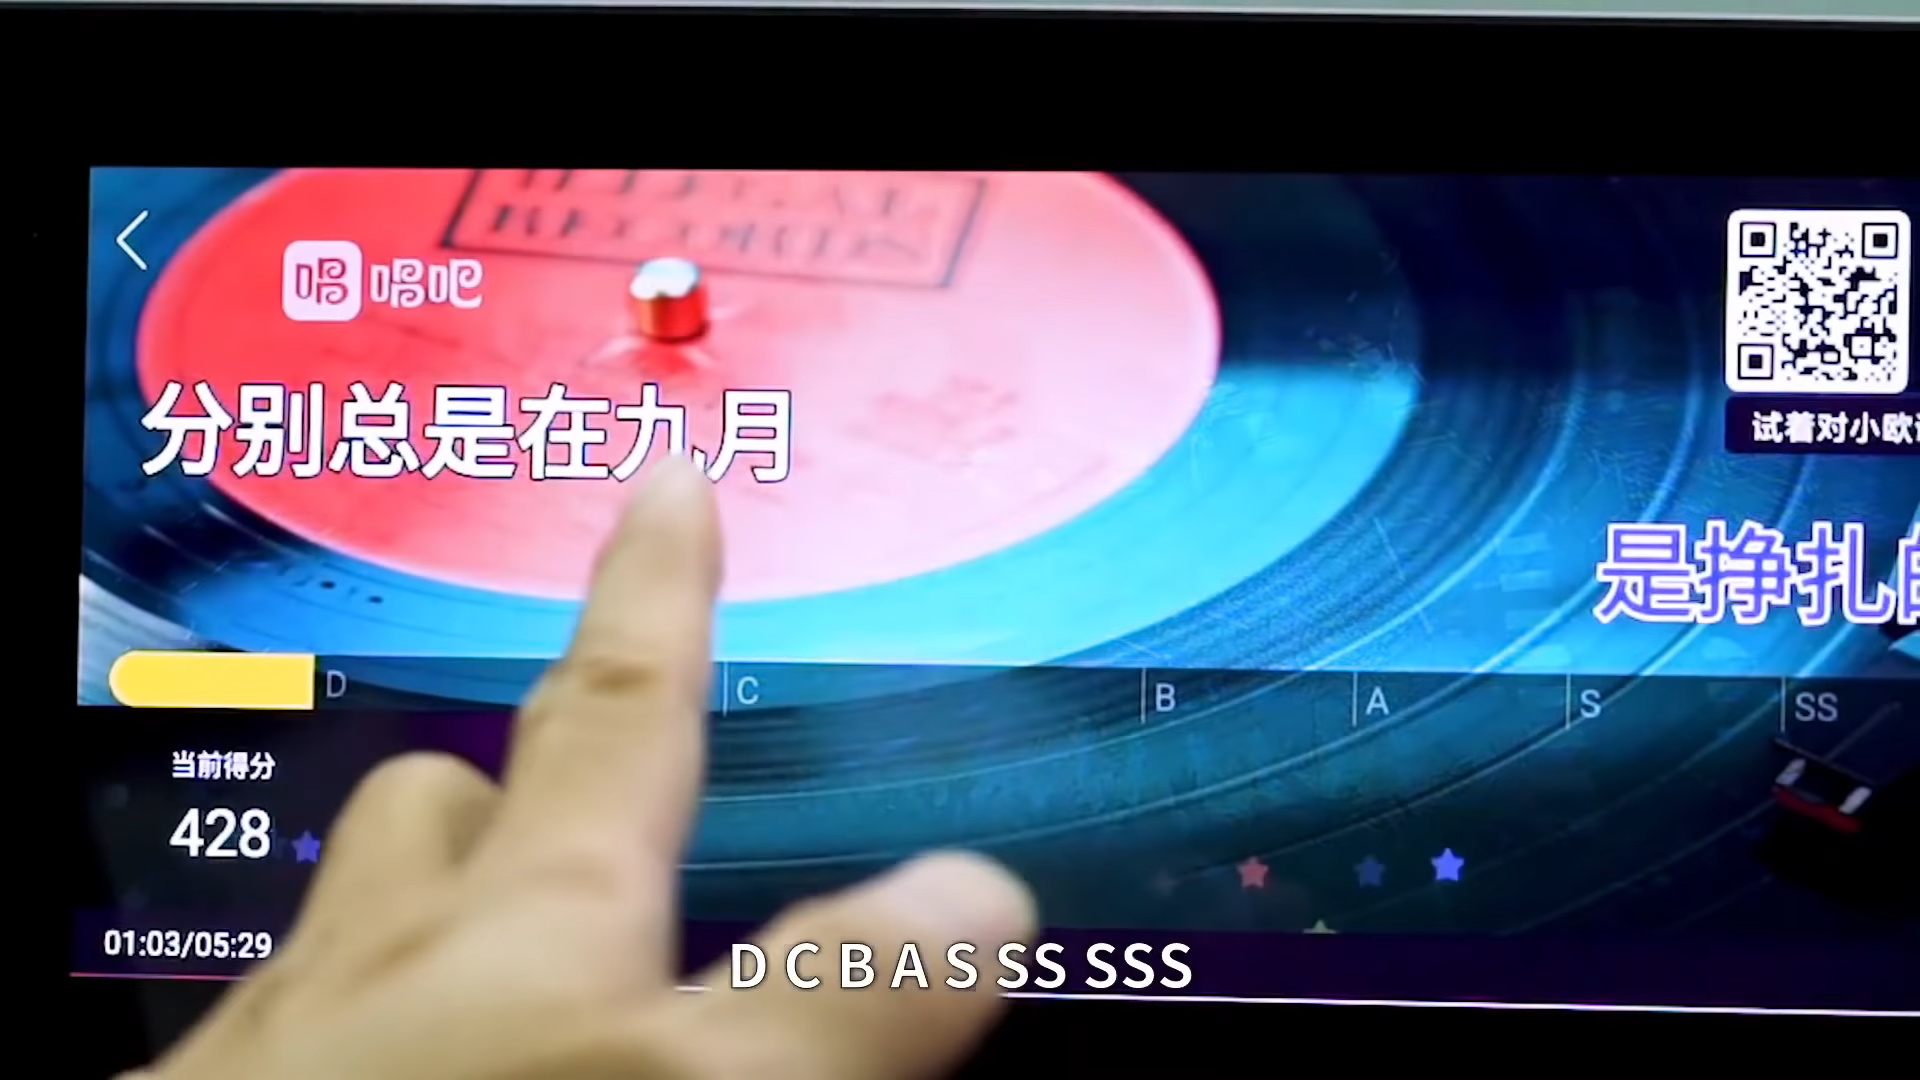 唱 唱吧
分别总是在九月
试着对小欧
是挣扎
D C B A S SS
当前得分
428
01:03/05:29
D C B A S SS SSS